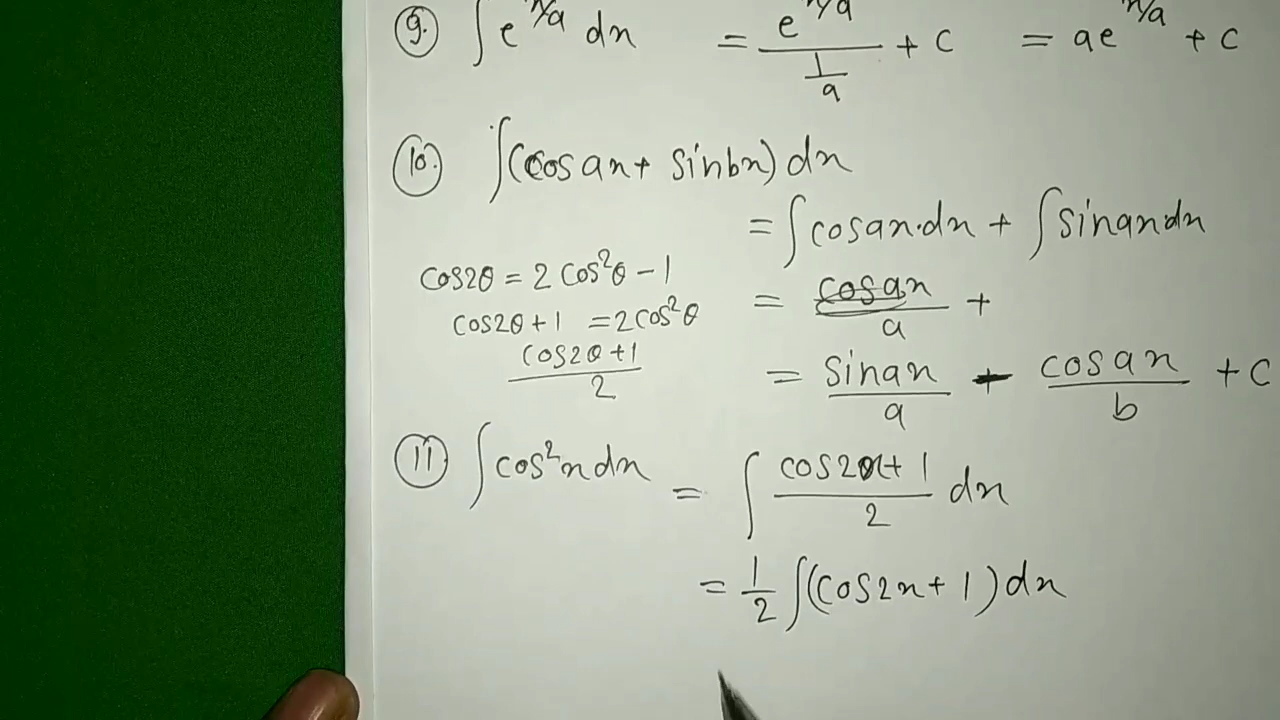 9. ∫e^x/a dx = e^x/a / (1/a) + c = ae^x/a + c
10. ∫(cos ax + sin bx) dx
= ∫cos ax · dx + ∫sin ax dx
cos2θ = 2 cos²θ − 1
= cos ax / a +
cos2θ + 1 = 2cos²θ
cos2θ + 1 / 2
= sin ax / a − cos ax / b + c
11 ∫cos²x dx = ∫ cos2x + 1 / 2 dx
= 1/2 ∫(cos2x + 1) dx